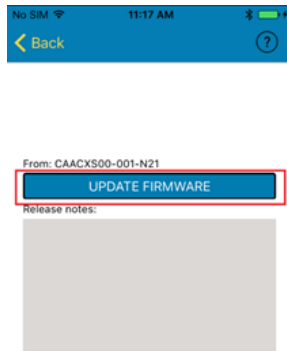 No SIM 11:17 AM
Back ?
From: CAACXS00-001-N21
UPDATE FIRMWARE
Release notes: